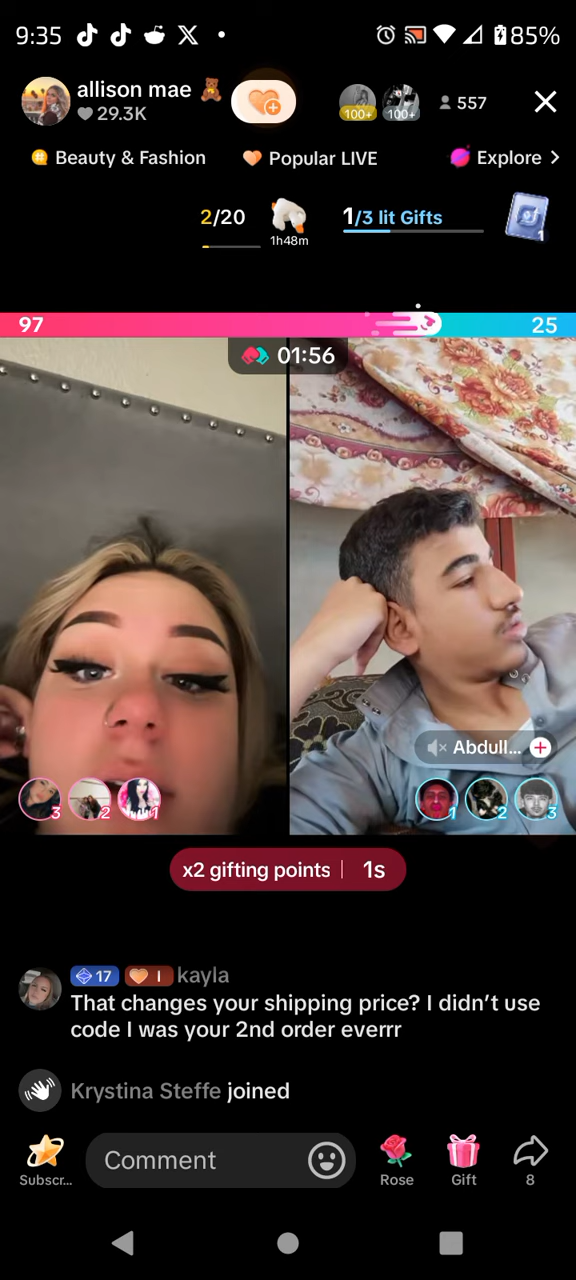 9:35
85%
allison mae 🧸
29.3K
100+
100+
557
# Beauty & Fashion
Popular LIVE
Explore >
2/20
1h48m
1/3 lit Gifts
1
97
25
01:56
Abdull...
3
2
1
1
2
3
x2 gifting points | 1s
17
I
kayla
That changes your shipping price? I didn't use
code I was your 2nd order everrr
Krystina Steffe joined
Comment
Subscr...
Rose
Gift
8